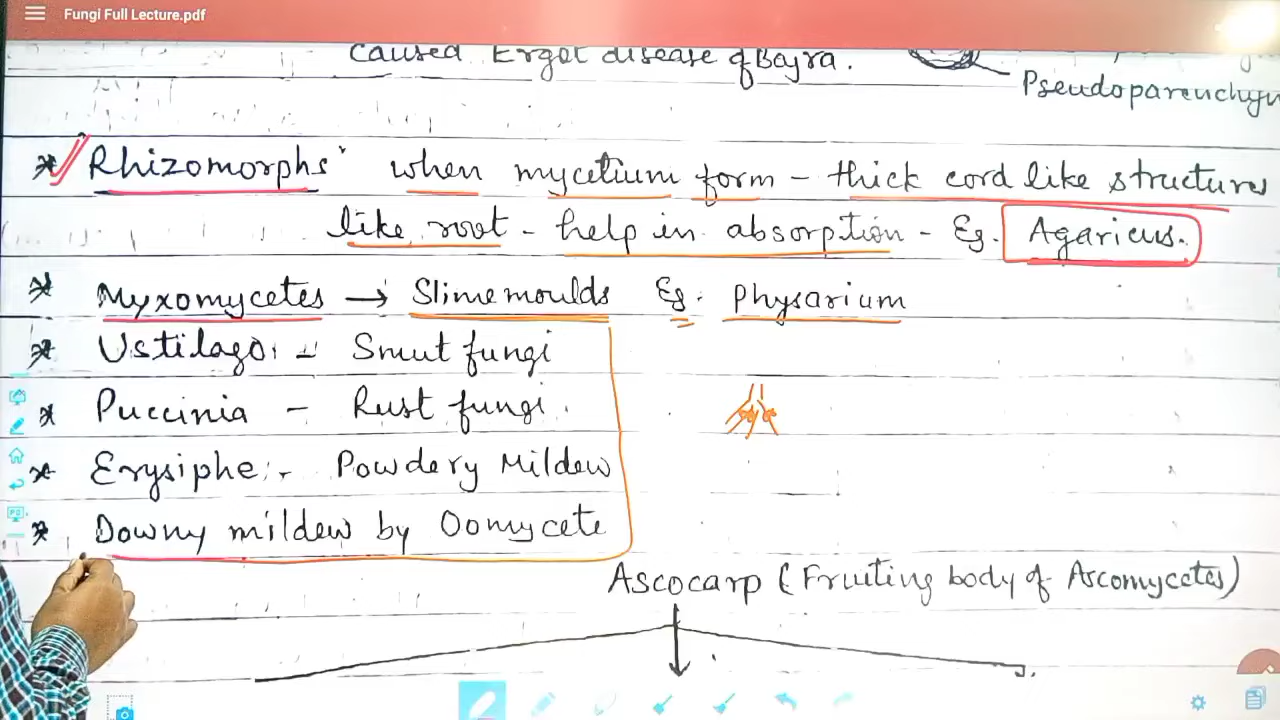 Fungi Full Lecture.pdf
Caused Ergot disease of Bajra.
Pseudoparenchym
* Rhizomorphs when mycetium form - thick cord like structures
like root - help in absorption - Eg. Agaricus.
* Myxomycetes → Slimemoulds Eg. Physarium
* Ustilago :- Smut fungi
* Puccinia - Rust fungi.
* Erysiphe :- Powdery Mildew
* Downy mildew by Oomycete
Ascocarp (Fruiting body of Ascomycetes)